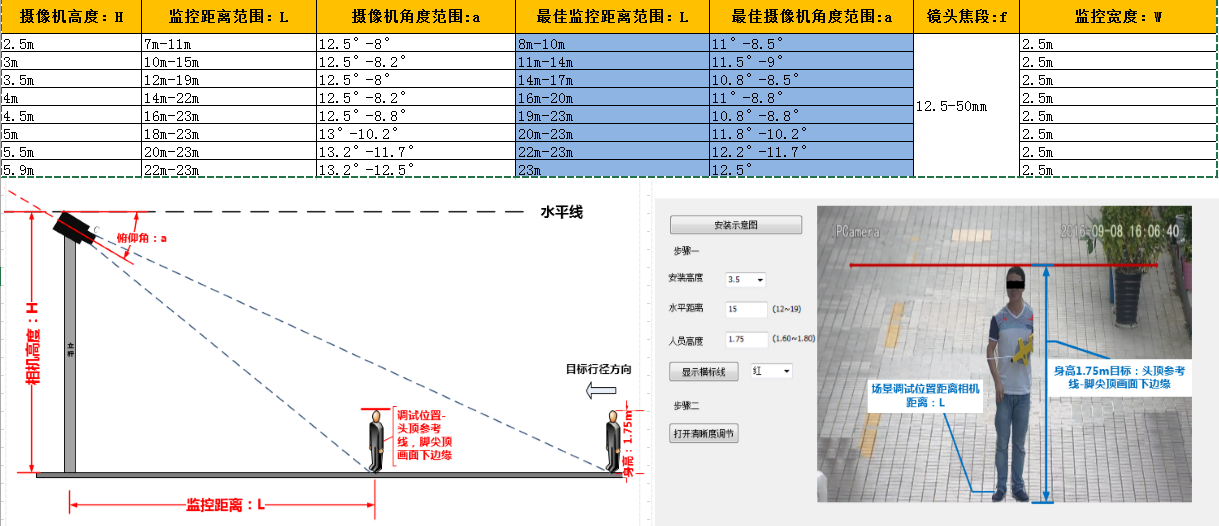 摄像机高度：H 监控距离范围：L 摄像机角度范围:a 最佳监控距离范围：L 最佳摄像机角度范围:a 镜头焦段:f 监控宽度：W
2.5m 7m-11m 12.5°-8° 8m-10m 11°-8.5° 2.5m
3m 10m-15m 12.5°-8.2° 11m-14m 11.5°-9° 2.5m
3.5m 12m-19m 12.5°-8° 14m-17m 10.8°-8.5° 2.5m
4m 14m-22m 12.5°-8.2° 16m-20m 11°-8.8° 12.5-50mm 2.5m
4.5m 16m-23m 12.5°-8.8° 19m-23m 10.8°-8.8° 2.5m
5m 18m-23m 13°-10.2° 20m-23m 11.8°-10.2° 2.5m
5.5m 20m-23m 13.2°-11.7° 22m-23m 12.2°-11.7° 2.5m
5.9m 22m-23m 13.2°-12.5° 23m 12.5° 2.5m
水平线
俯仰角：a
相机高度：H
立杆
目标行径方向
调试位置-
头顶参考
线，脚尖顶
画面下边缘
身高：1.75m
监控距离：L
安装示意图
步骤一
安装高度 3.5
水平距离 15 (12~19)
人员高度 1.75 (1.60~1.80)
显示横标线 红
步骤二
打开清晰度调节
IPCamera
2016-09-08 16:06:40
身高1.75m目标：头顶参考
线-脚尖顶画面下边缘
场景调试位置距离相机
距离：L